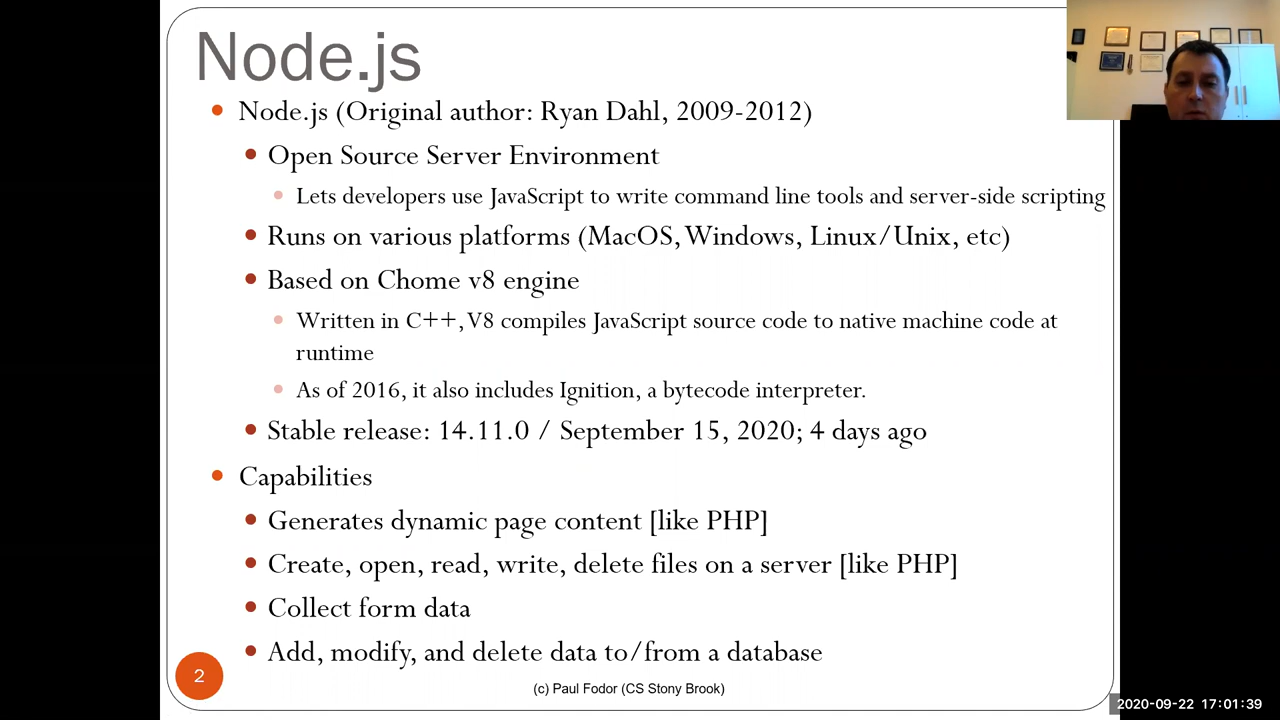 Node.js
Node.js (Original author: Ryan Dahl, 2009-2012)
Open Source Server Environment
Lets developers use JavaScript to write command line tools and server-side scripting
Runs on various platforms (MacOS, Windows, Linux/Unix, etc)
Based on Chome v8 engine
Written in C++, V8 compiles JavaScript source code to native machine code at
runtime
As of 2016, it also includes Ignition, a bytecode interpreter.
Stable release: 14.11.0 / September 15, 2020; 4 days ago
Capabilities
Generates dynamic page content [like PHP]
Create, open, read, write, delete files on a server [like PHP]
Collect form data
Add, modify, and delete data to/from a database
2
(c) Paul Fodor (CS Stony Brook)
2020-09-22 17:01:39